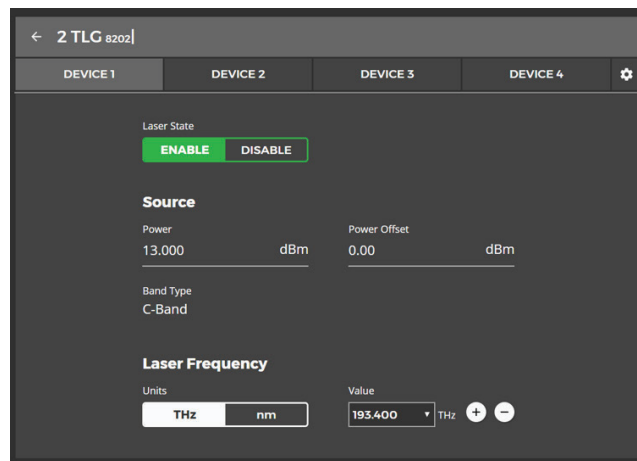 ← 2 TLG 8202
DEVICE 1 DEVICE 2 DEVICE 3 DEVICE 4
Laser State
ENABLE DISABLE
Source
Power Power Offset
13.000 dBm 0.00 dBm
Band Type
C-Band
Laser Frequency
Units Value
THz nm 193.400 THz + −